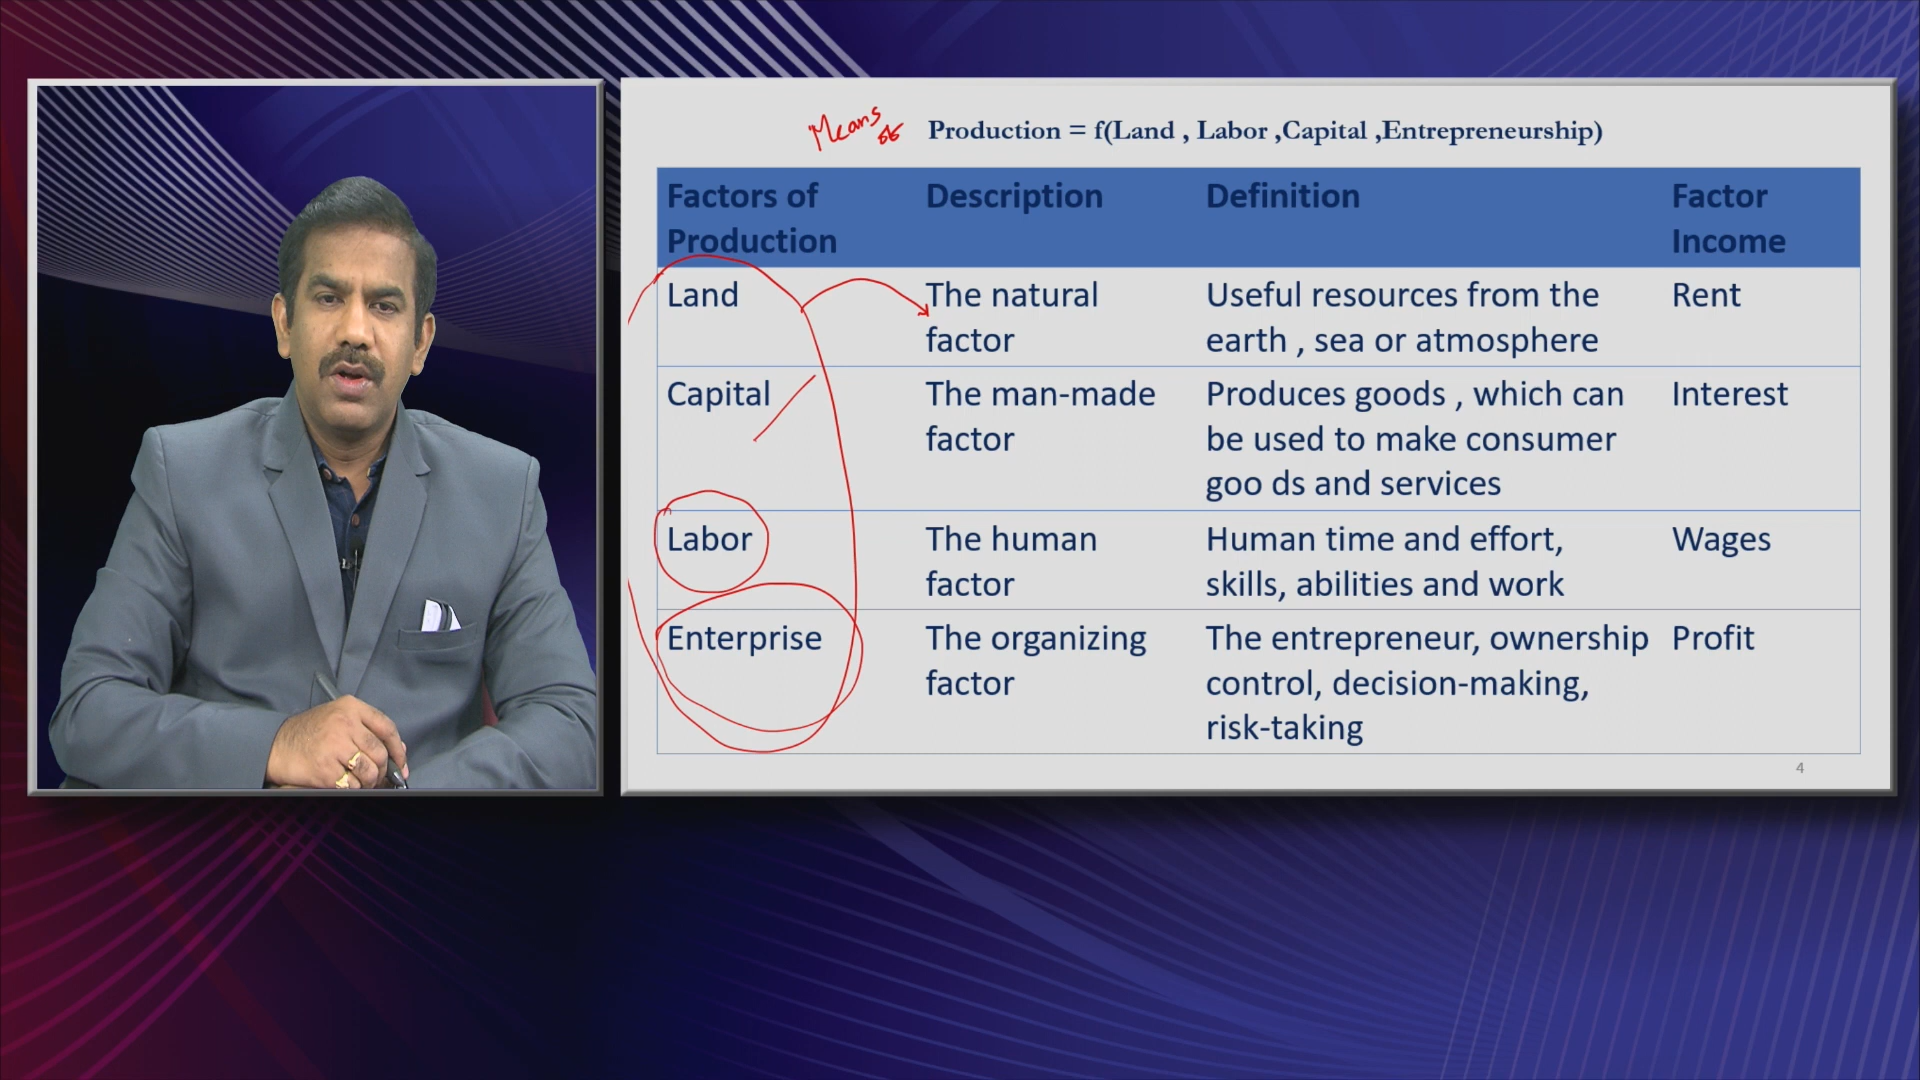 Means of Production = f(Land , Labor ,Capital ,Entrepreneurship)
Factors of Production
Description
Definition
Factor Income
Land
The natural factor
Useful resources from the
earth , sea or atmosphere
Rent
Capital
The man-made factor
Produces goods , which can
be used to make consumer
goo ds and services
Interest
Labor
The human factor
Human time and effort,
skills, abilities and work
Wages
Enterprise
The organizing factor
The entrepreneur, ownership
control, decision-making,
risk-taking
Profit
4